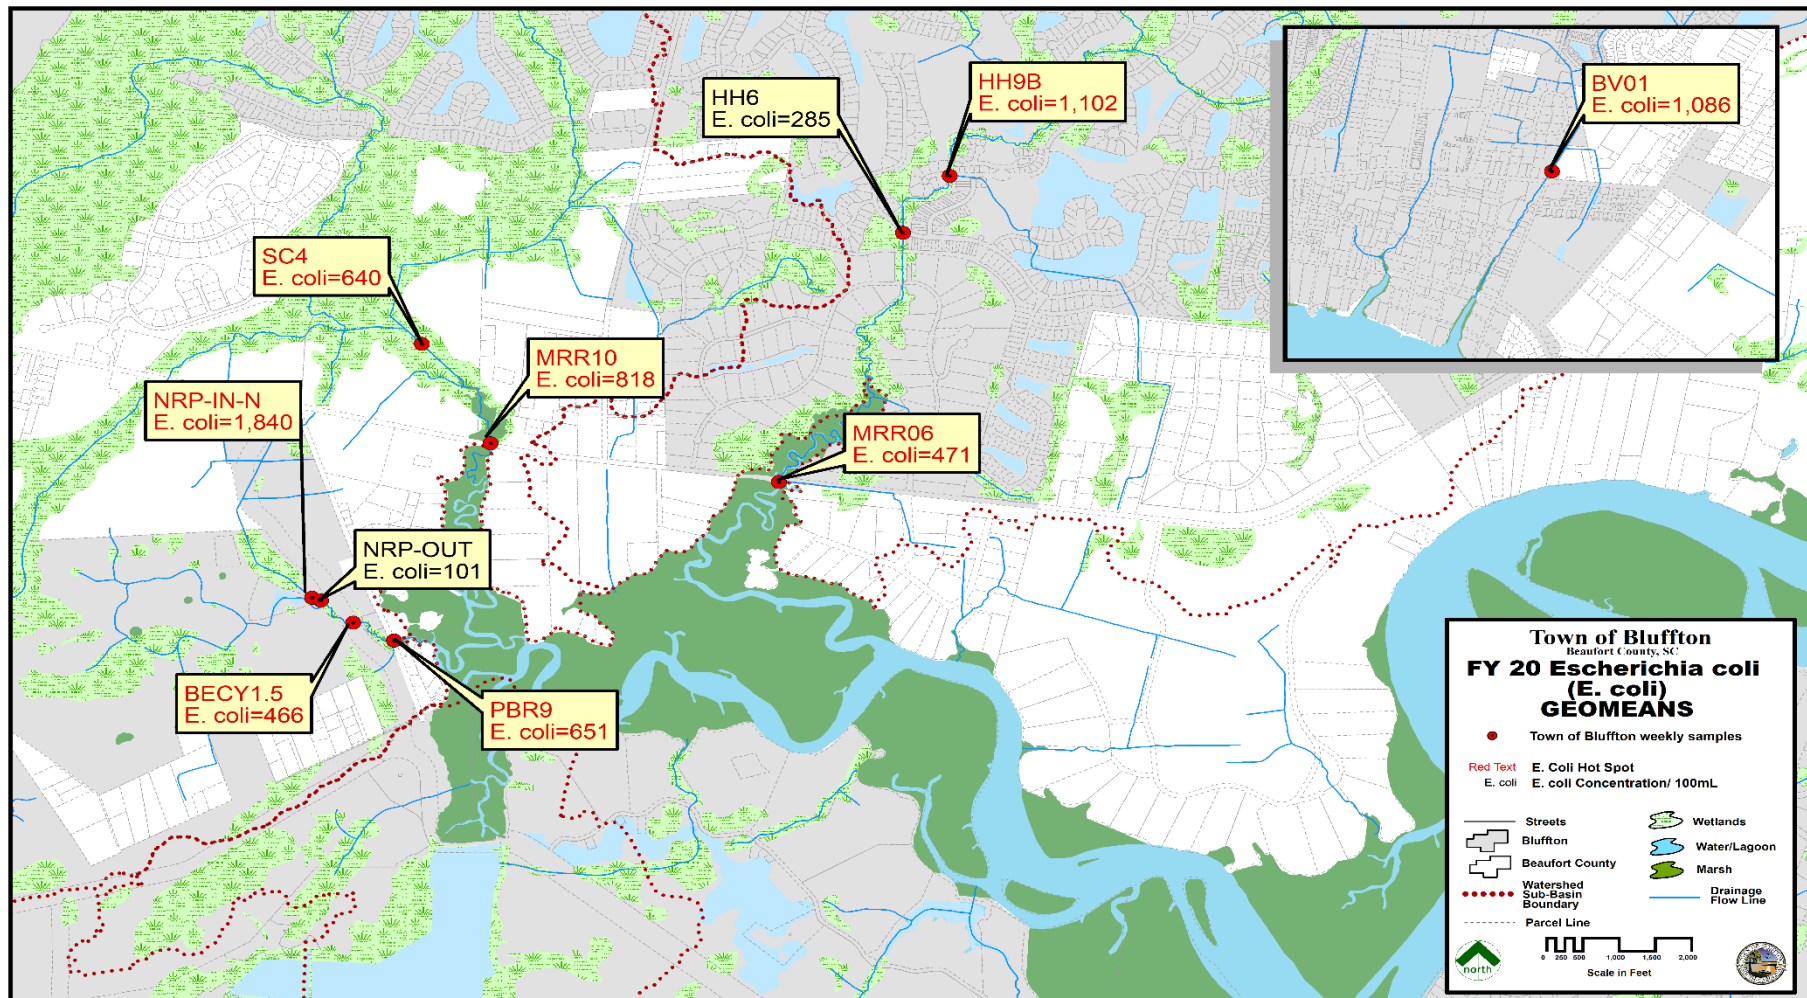 HH6
E. coli=285
HH9B
E. coli=1,102
BV01
E. coli=1,086
SC4
E. coli=640
MRR10
E. coli=818
NRP-IN-N
E. coli=1,840
MRR06
E. coli=471
NRP-OUT
E. coli=101
BECY1.5
E. coli=466
PBR9
E. coli=651
Town of Bluffton
Beaufort County, SC
FY 20 Escherichia coli
(E. coli)
GEOMEANS
Town of Bluffton weekly samples
Red Text E. Coli Hot Spot
E. coli E. coli Concentration/ 100mL
Streets
Bluffton
Beaufort County
Watershed
Sub-Basin
Boundary
Parcel Line
Wetlands
Water/Lagoon
Marsh
Drainage
Flow Line
north
0 250 500 1,000 1,500 2,000
Scale in Feet